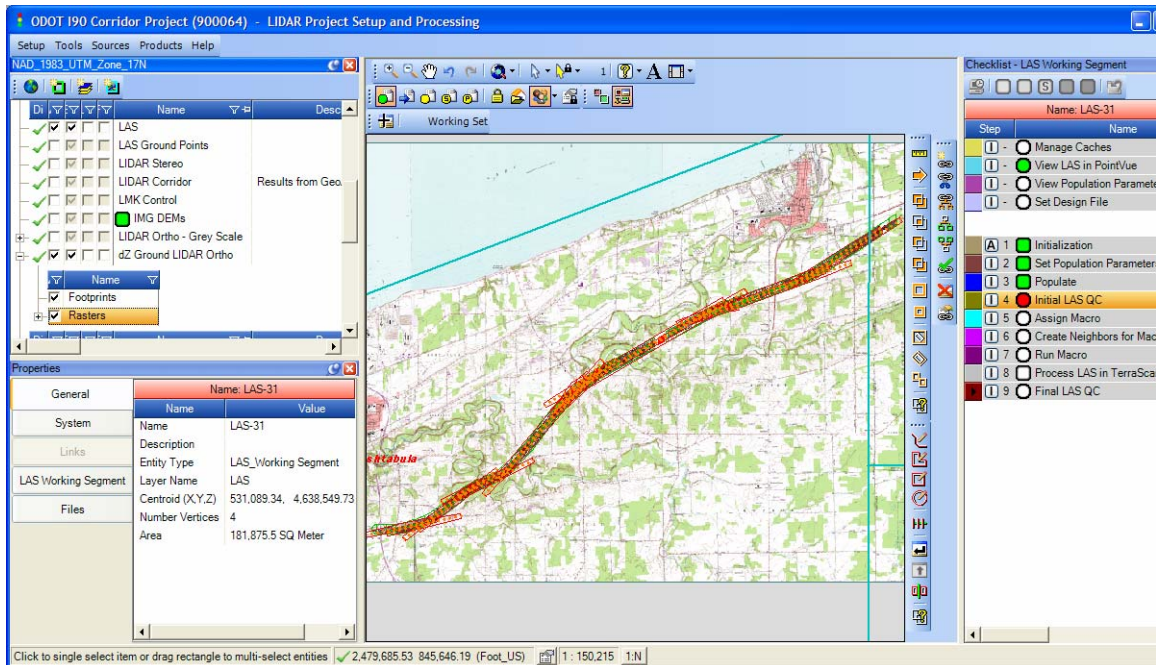 ODOT I90 Corridor Project (900064) - LIDAR Project Setup and Processing
Setup Tools Sources Products Help
NAD_1983_UTM_Zone_17N
Di Name Desc
LAS
LAS Ground Points
LIDAR Stereo
LIDAR Corridor Results from Geo
LMK Control
IMG DEMs
LIDAR Ortho - Grey Scale
dZ Ground LIDAR Ortho
Name
Footprints
Rasters
Properties
General
System
Links
LAS Working Segment
Files
Name: LAS-31
Name Value
Name LAS-31
Description
Entity Type LAS_Working Segment
Layer Name LAS
Centroid (X,Y,Z) 531,089.34, 4,638,549.73
Number Vertices 4
Area 181,875.5 SQ Meter
1 A
Working Set
shtabula
Checklist - LAS Working Segment
Name: LAS-31
Step Name
I - Manage Caches
I - View LAS in PointVue
I - View Population Paramete
I - Set Design File
A 1 Initialization
I 2 Set Population Parameter
I 3 Populate
I 4 Initial LAS QC
I 5 Assign Macro
I 6 Create Neighbors for Mac
I 7 Run Macro
I 8 Process LAS in TerraSca
I 9 Final LAS QC
Click to single select item or drag rectangle to multi-select entities 2,479,685.53 845,646.19 (Foot_US) 1 : 150,215 1:N